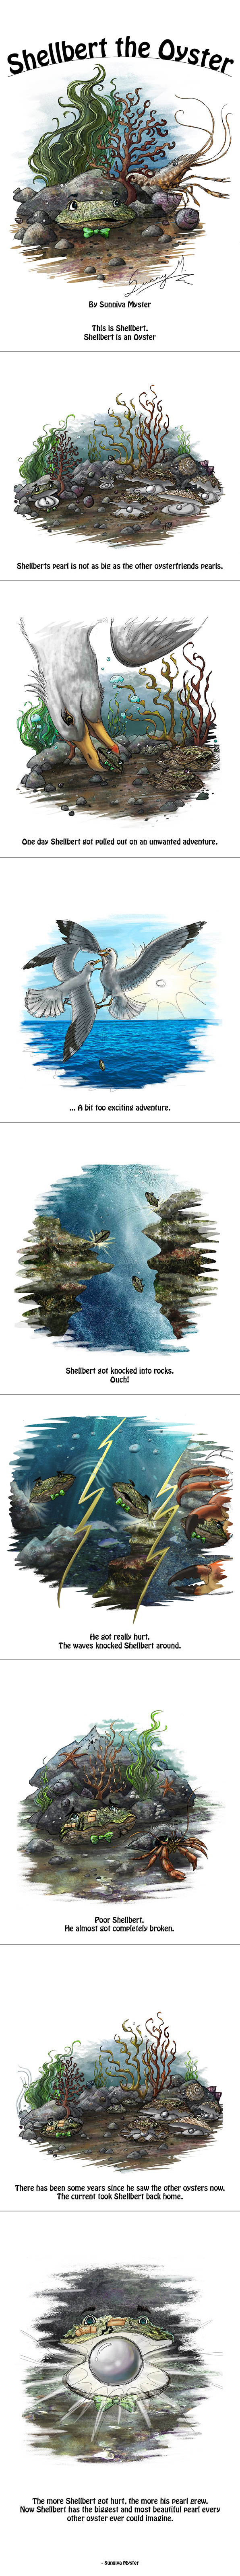 Shellbert the Oyster
Sunny M.
By Sunniva Myster
This is Shellbert.
Shellbert is an Oyster
Shellberts pearl is not as big as the other oysterfriends pearls.
One day Shellbert got pulled out on an unwanted adventure.
... A bit too exciting adventure.
Shellbert got knocked into rocks.
Ouch!
He got really hurt.
The waves knocked Shellbert around.
Poor Shellbert.
He almost got completely broken.
There has been some years since he saw the other oysters now.
The current took Shellbert back home.
The more Shellbert got hurt, the more his pearl grew.
Now Shellbert has the biggest and most beautiful pearl every
other oyster ever could imagine.
- Sunniva Myster